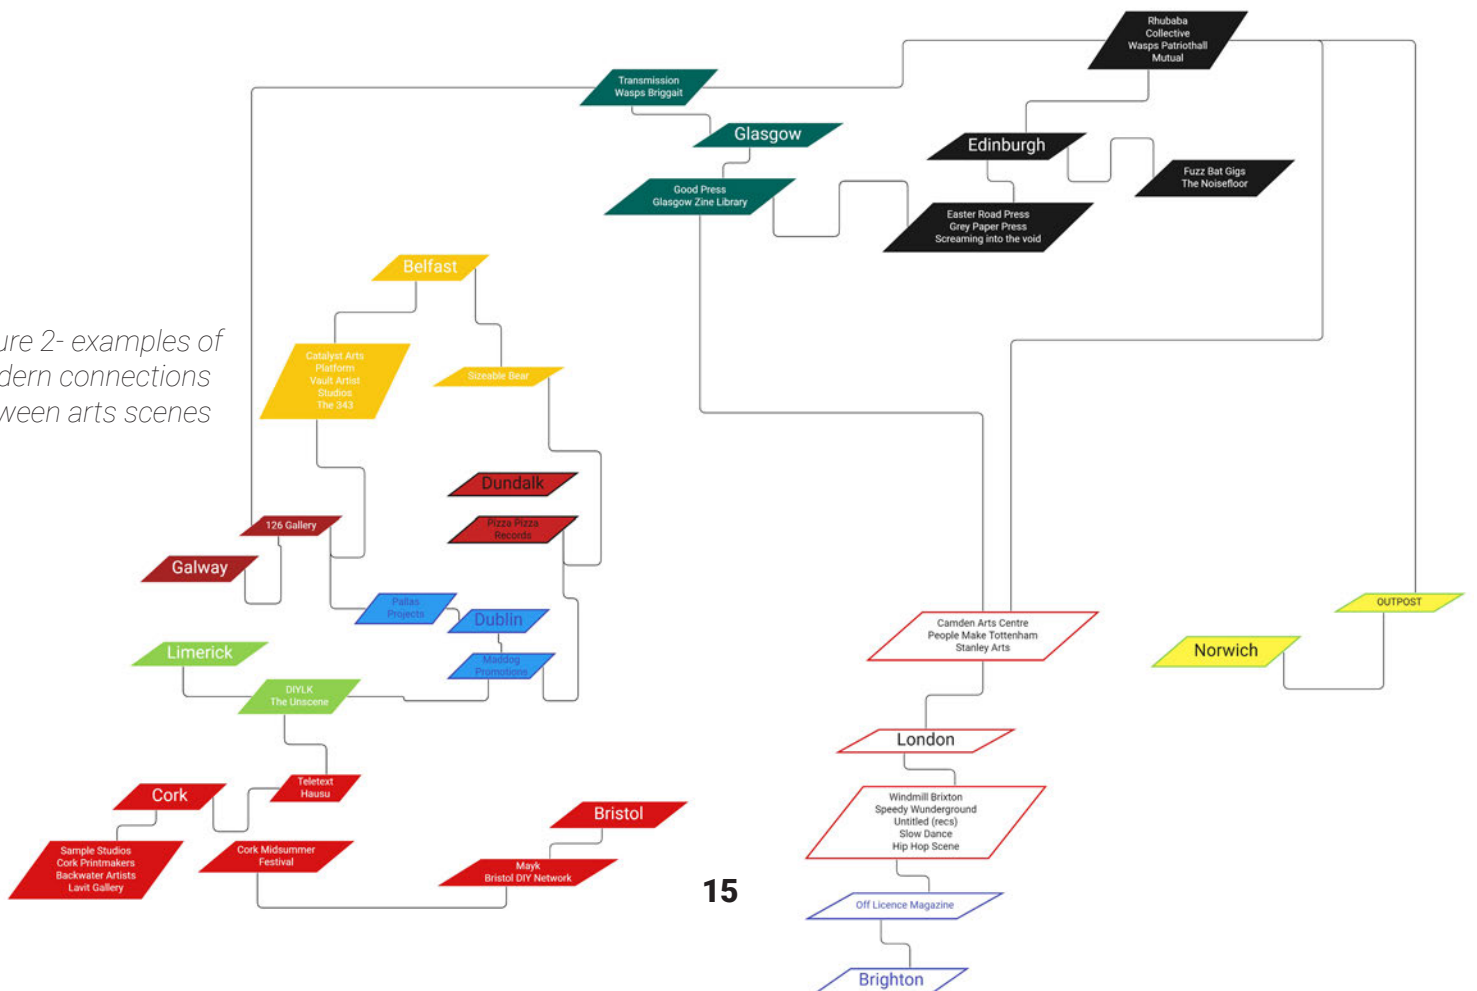 Rhubaba
Collective
Wasps Patriothall
Mutual
Transmission
Wasps Briggait
Glasgow
Edinburgh
Fuzz Bat Gigs
The Noisefloor
Good Press
Glasgow Zine Library
Easter Road Press
Grey Paper Press
Screaming into the void
Belfast
ure 2- examples of
dern connections
ween arts scenes
Catalyst Arts
Platform
Vault Artist
Studios
The 343
Sizeable Bear
Dundalk
Pizza Pizza
Records
126 Gallery
Galway
Pallas
Projects
Dublin
Maddog
Promotions
Limerick
DIYLK
The Unscene
Camden Arts Centre
People Make Tottenham
Stanley Arts
OUTPOST
Norwich
London
Teletext
Hausu
Cork
Sample Studios
Cork Printmakers
Backwater Artists
Lavit Gallery
Cork Midsummer
Festival
Bristol
Mayk
Bristol DIY Network
Windmill Brixton
Speedy Wunderground
Untitled (recs)
Slow Dance
Hip Hop Scene
15
Off Licence Magazine
Brighton